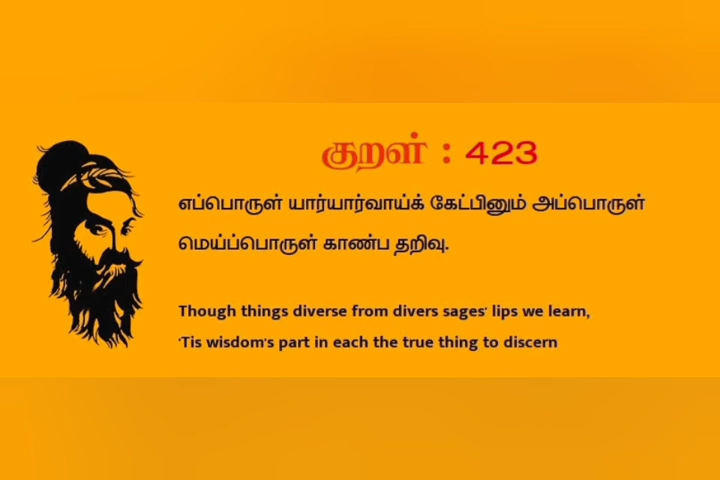 குறள் : 423
எப்பொருள் யார்யார்வாய்க் கேட்பினும் அப்பொருள்
மெய்ப்பொருள் காண்ப தறிவு.
Though things diverse from divers sages' lips we learn,
'Tis wisdom's part in each the true thing to discern